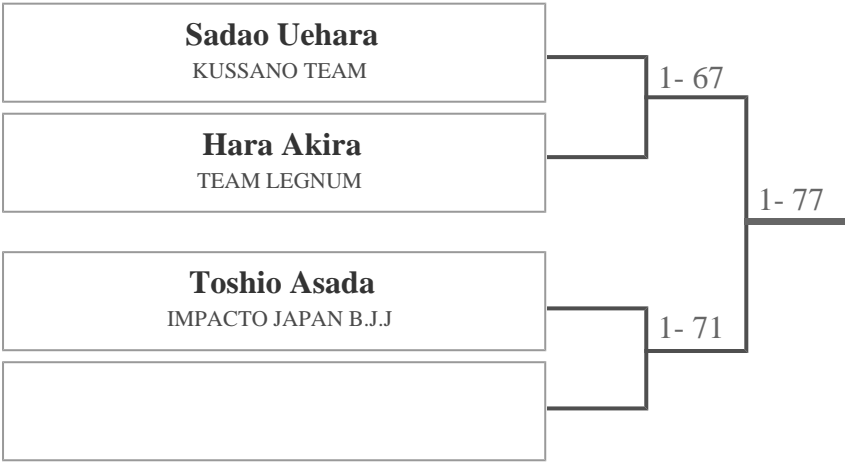 Sadao Uehara
KUSSANO TEAM
1- 67
Hara Akira
TEAM LEGNUM
1- 77
Toshio Asada
IMPACTO JAPAN B.J.J
1- 71